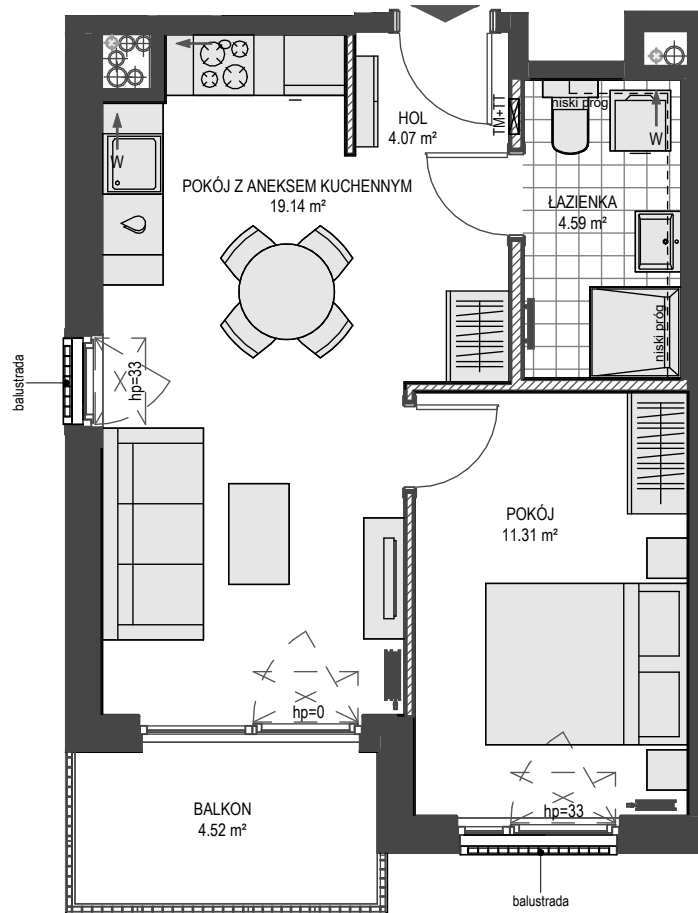 HOL
4.07 m²
TM+TT
niski próg
W
W
POKÓJ Z ANEKSEM KUCHENNYM
19.14 m²
ŁAZIENKA
4.59 m²
niski próg
balustrada
hp=33
POKÓJ
11.31 m²
hp=0
hp=33
BALKON
4.52 m²
balustrada